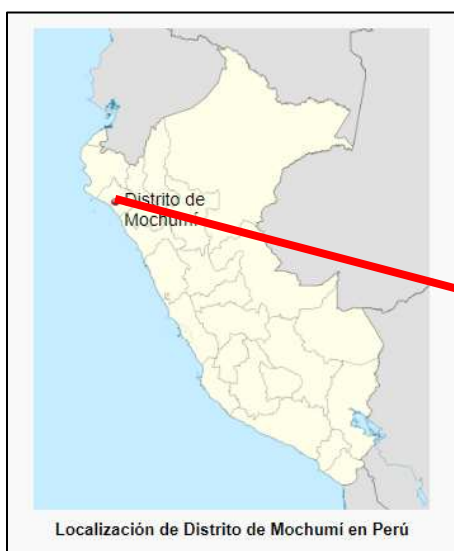 Distrito de
Mochumí
Localización de Distrito de Mochumí en Perú